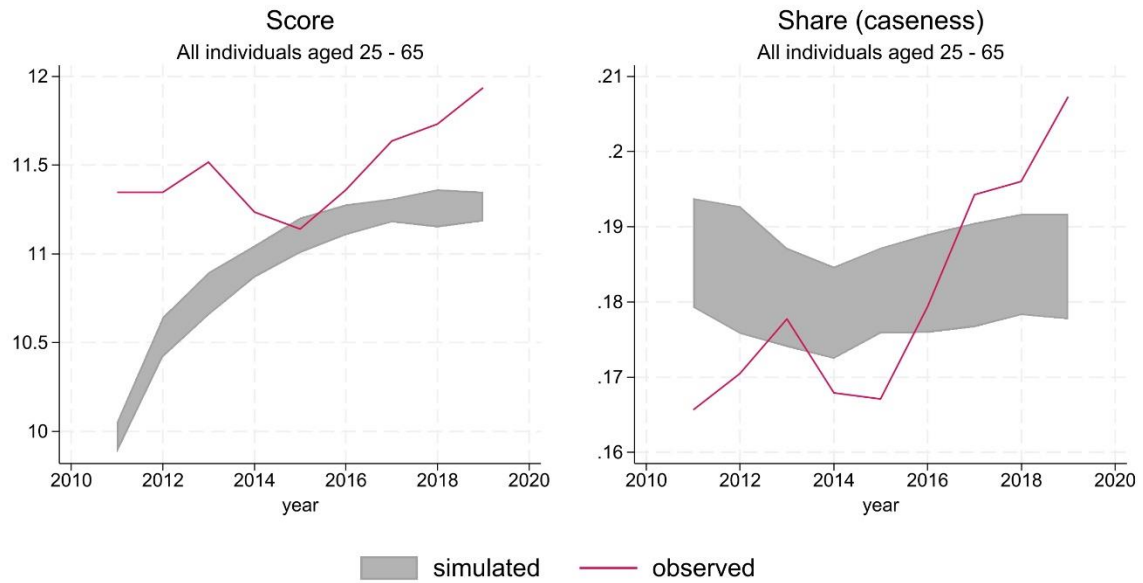 Score
All individuals aged 25 - 65
12
11.5
11
10.5
10
2010 2012 2014 2016 2018 2020
year
Share (caseness)
All individuals aged 25 - 65
.21
.2
.19
.18
.17
.16
2010 2012 2014 2016 2018 2020
year
simulated observed